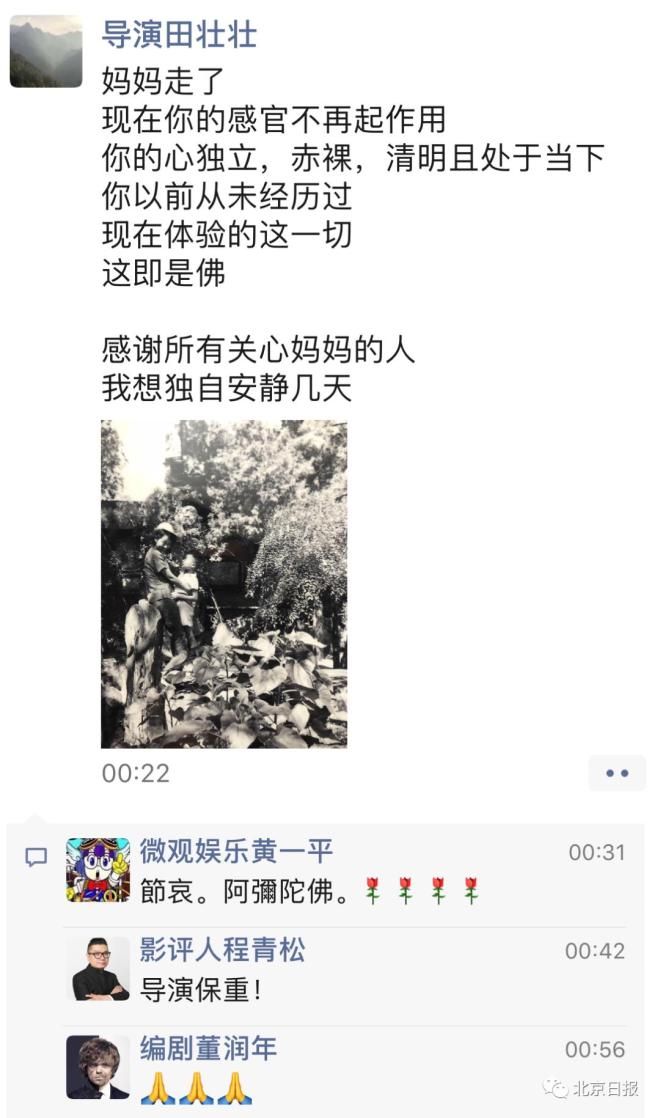 导演田壮壮
妈妈走了
现在你的感官不再起作用
你的心独立，赤裸，清明且处于当下
你以前从未经历过
现在体验的这一切
这即是佛
感谢所有关心妈妈的人
我想独自安静几天
00:22
微观娱乐黄一平 00:31
節哀。阿彌陀佛。🌹🌹🌹🌹
影评人程青松 00:42
导演保重！
编剧董润年 00:56
🙏🙏🙏
北京日报